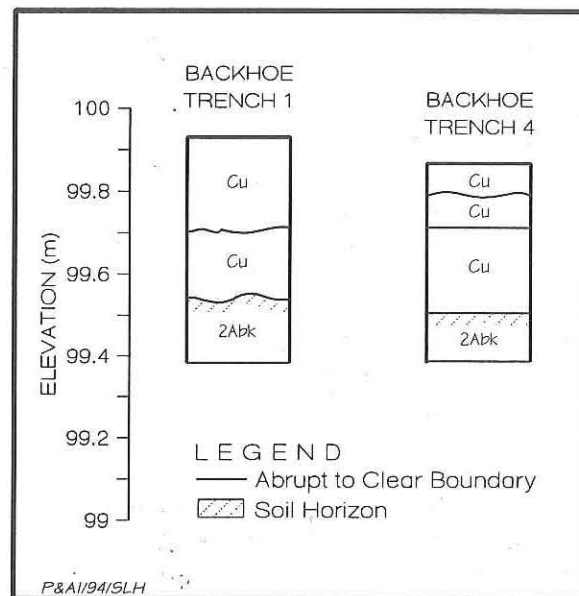 BACKHOE
TRENCH 1
BACKHOE
TRENCH 4
100
99.8
99.6
99.4
99.2
99
ELEVATION (m)
Cu
Cu
2Abk
Cu
Cu
Cu
2Abk
LEGEND
Abrupt to Clear Boundary
Soil Horizon
P&AI/94/SLH